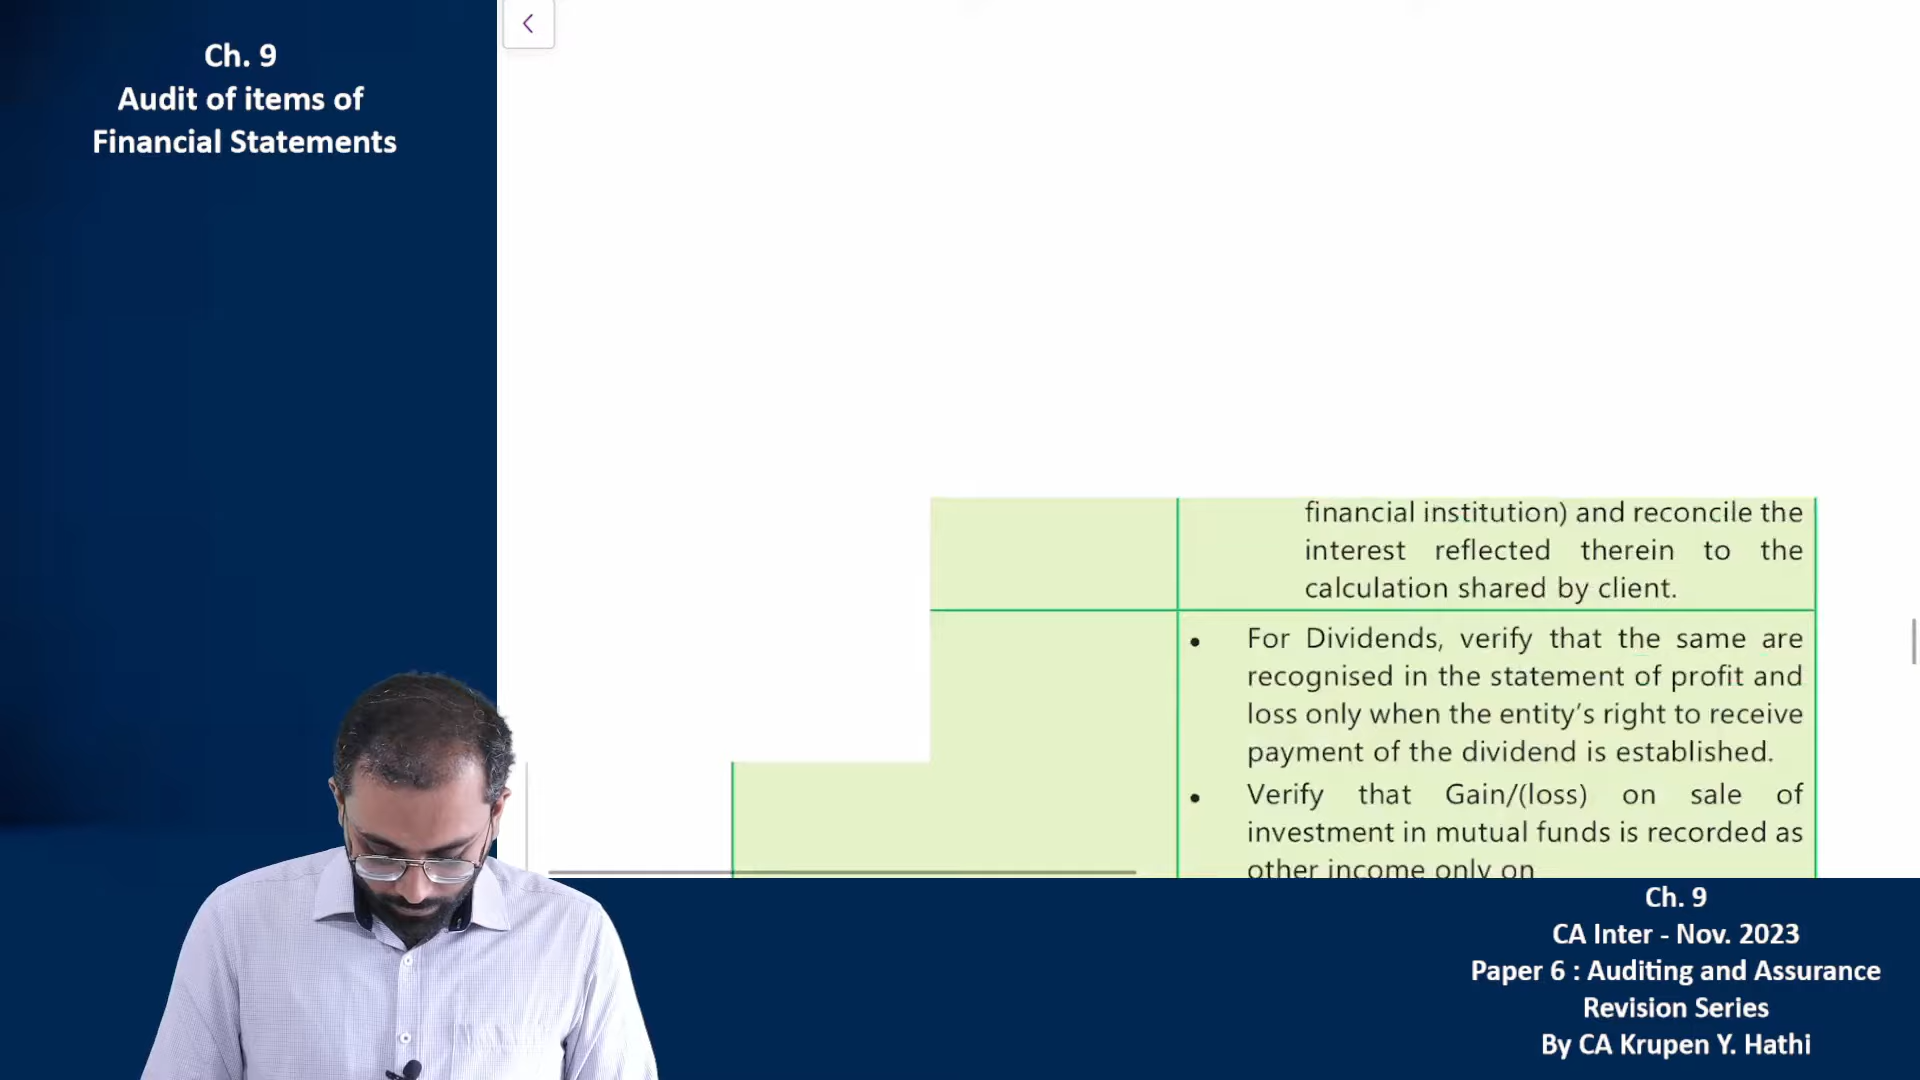 Ch. 9
Audit of items of
Financial Statements
financial institution) and reconcile the
interest reflected therein to the
calculation shared by client.
• For Dividends, verify that the same are
recognised in the statement of profit and
loss only when the entity’s right to receive
payment of the dividend is established.
• Verify that Gain/(loss) on sale of
investment in mutual funds is recorded as
other income only on
Ch. 9
CA Inter - Nov. 2023
Paper 6 : Auditing and Assurance
Revision Series
By CA Krupen Y. Hathi